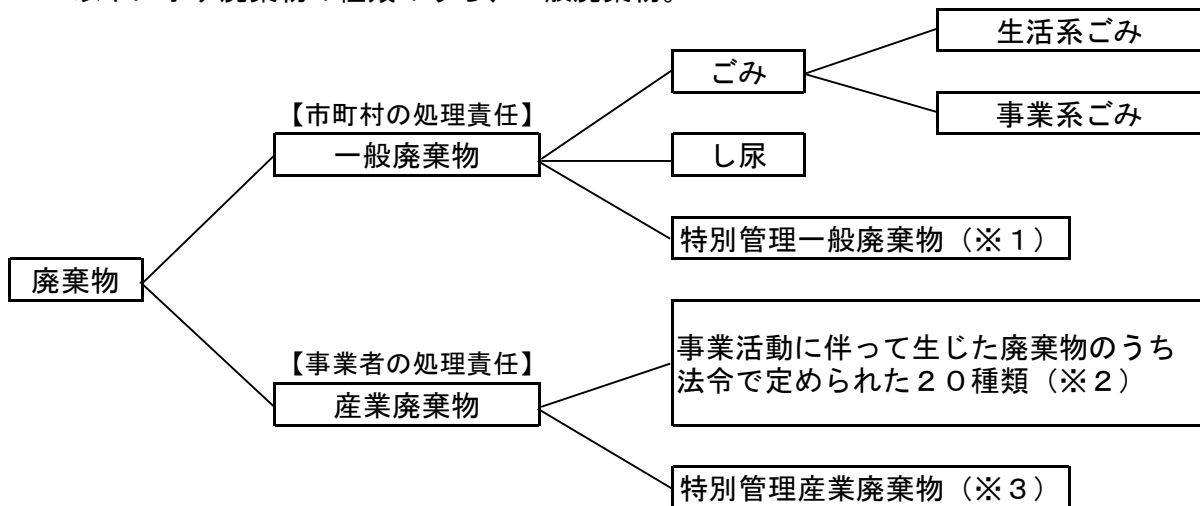 生活系ごみ
ごみ
【市町村の処理責任】
事業系ごみ
一般廃棄物
し尿
特別管理一般廃棄物（※１）
廃棄物
事業活動に伴って生じた廃棄物のうち
法令で定められた２０種類（※２）
【事業者の処理責任】
産業廃棄物
特別管理産業廃棄物（※３）